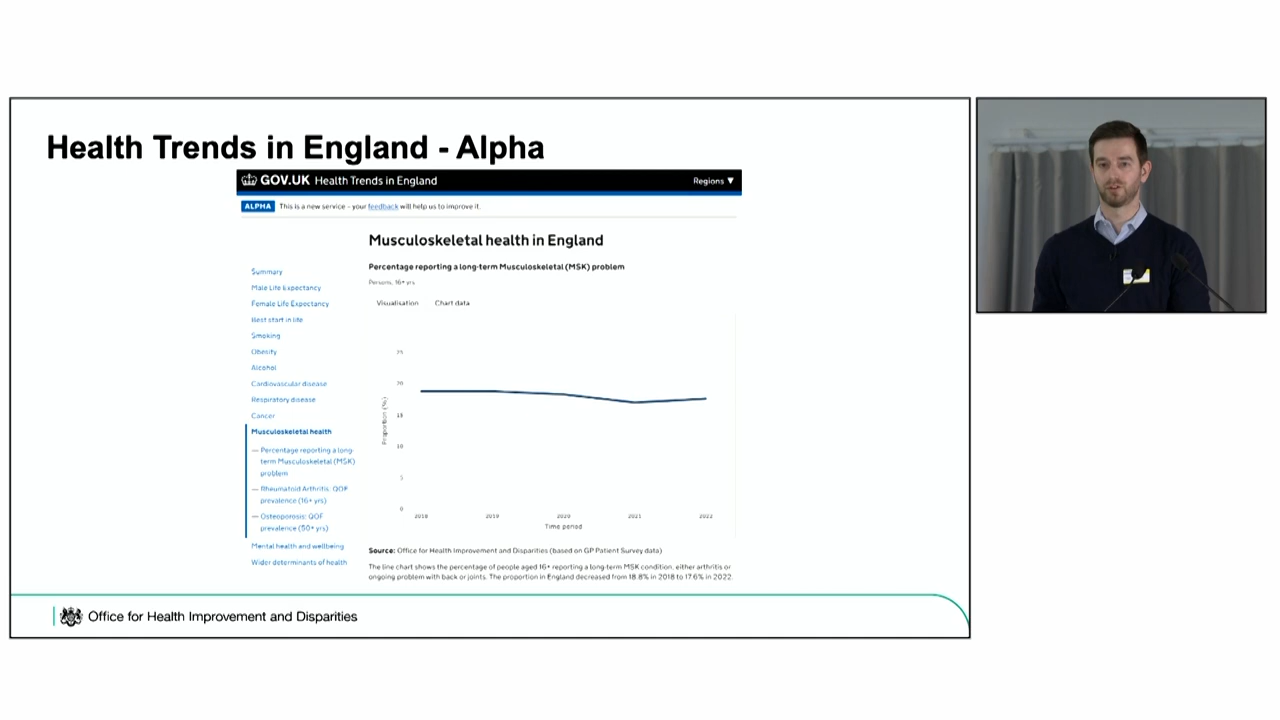 Health Trends in England - Alpha
GOV.UK Health Trends in England
Regions ▼
ALPHA This is a new service – your feedback will help us to improve it.
Musculoskeletal health in England
Percentage reporting a long-term Musculoskeletal (MSK) problem
Persons, 16+ yrs
Visualisation Chart data
Summary
Male Life Expectancy
Female Life Expectancy
Best start in life
Smoking
Obesity
Alcohol
Cardiovascular disease
Respiratory disease
Cancer
Musculoskeletal health
— Percentage reporting a long-
term Musculoskeletal (MSK)
problem
— Rheumatoid Arthritis: QOF
prevalence (16+ yrs)
— Osteoporosis: QOF
prevalence (50+ yrs)
Mental health and wellbeing
Wider determinants of health
Proportion (%)
25
20
15
10
5
0
2018 2019 2020 2021 2022
Time period
Source: Office for Health Improvement and Disparities (based on GP Patient Survey data)
The line chart shows the percentage of people aged 16+ reporting a long-term MSK condition, either arthritis or
ongoing problem with back or joints. The proportion in England decreased from 18.8% in 2018 to 17.6% in 2022
Office for Health Improvement and Disparities